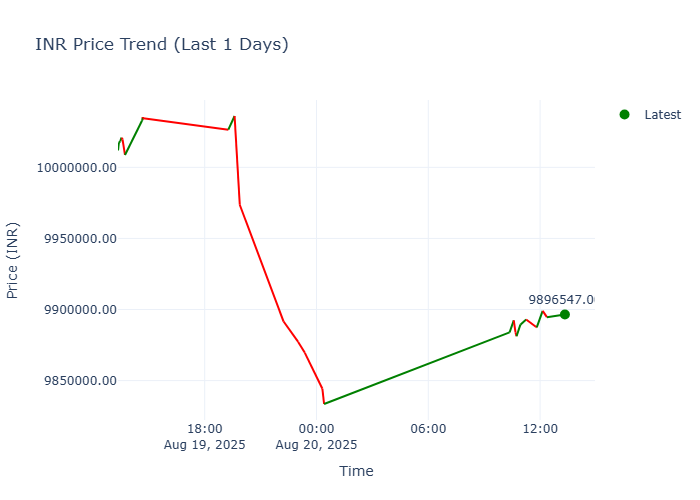 INR Price Trend (Last 1 Days)
Latest
10000000.00
9950000.00
9900000.00
9850000.00
Price (INR)
9896547.00
18:00
Aug 19, 2025
00:00
Aug 20, 2025
06:00
12:00
Time